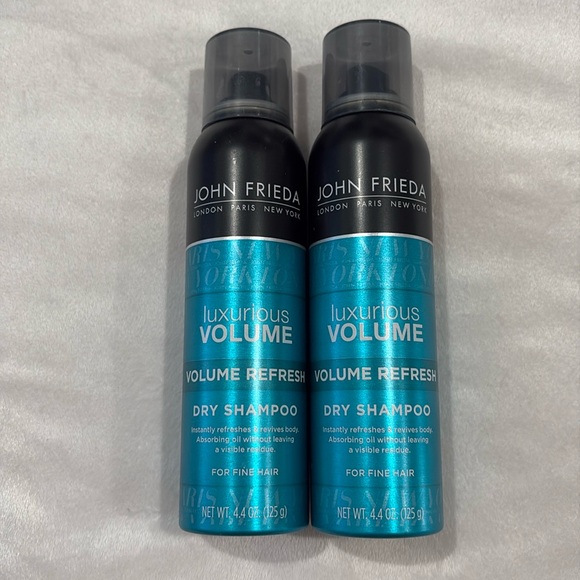 JOHN FRIEDA
LONDON PARIS NEW YORK
luxurious
VOLUME
VOLUME REFRESH
DRY SHAMPOO
Instantly refreshes & revives body.
Absorbing oil without leaving
a visible residue.
FOR FINE HAIR
NET WT. 4.4 OZ. (125 g)
JOHN FRIEDA
LONDON PARIS NEW YORK
luxurious
VOLUME
VOLUME REFRESH
DRY SHAMPOO
Instantly refreshes & revives body.
Absorbing oil without leaving
a visible residue.
FOR FINE HAIR
NET WT. 4.4 OZ. (125 g)